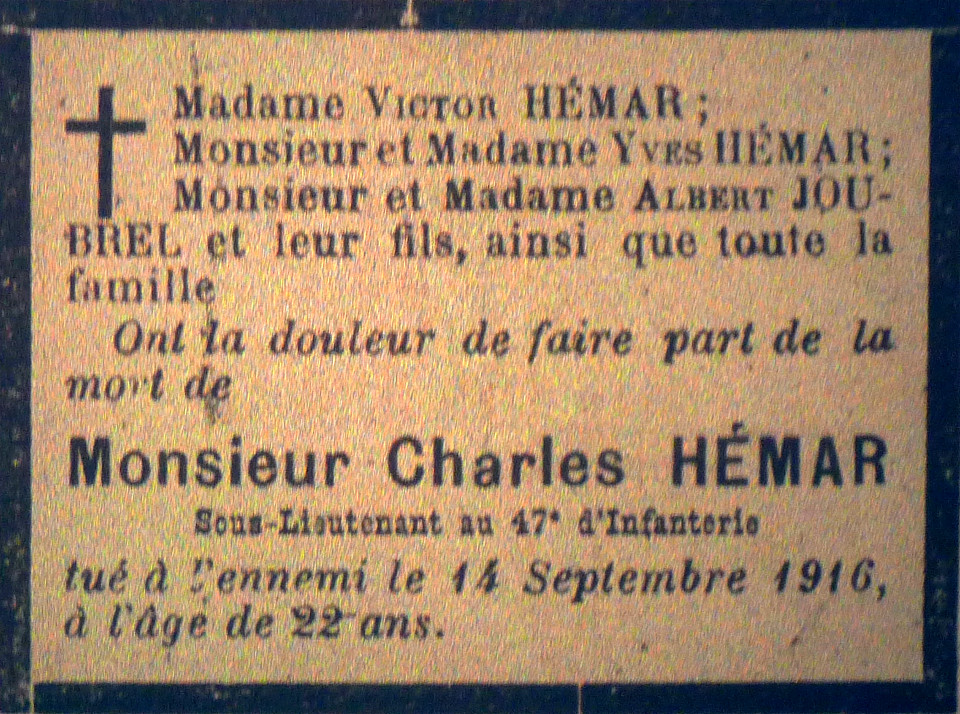 Madame VICTOR HÉMAR ;
Monsieur et Madame YVES HÉMAR ;
Monsieur et Madame ALBERT JOU-
BREL et leur fils, ainsi que toute la
famille
Ont la douleur de faire part de la
mort de
Monsieur Charles HÉMAR
Sous-Lieutenant au 47e d'Infanterie
tué à l'ennemi le 14 Septembre 1916,
à l'âge de 22 ans.